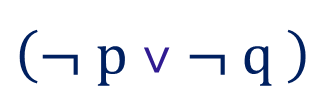 (¬ p ∨ ¬ q )